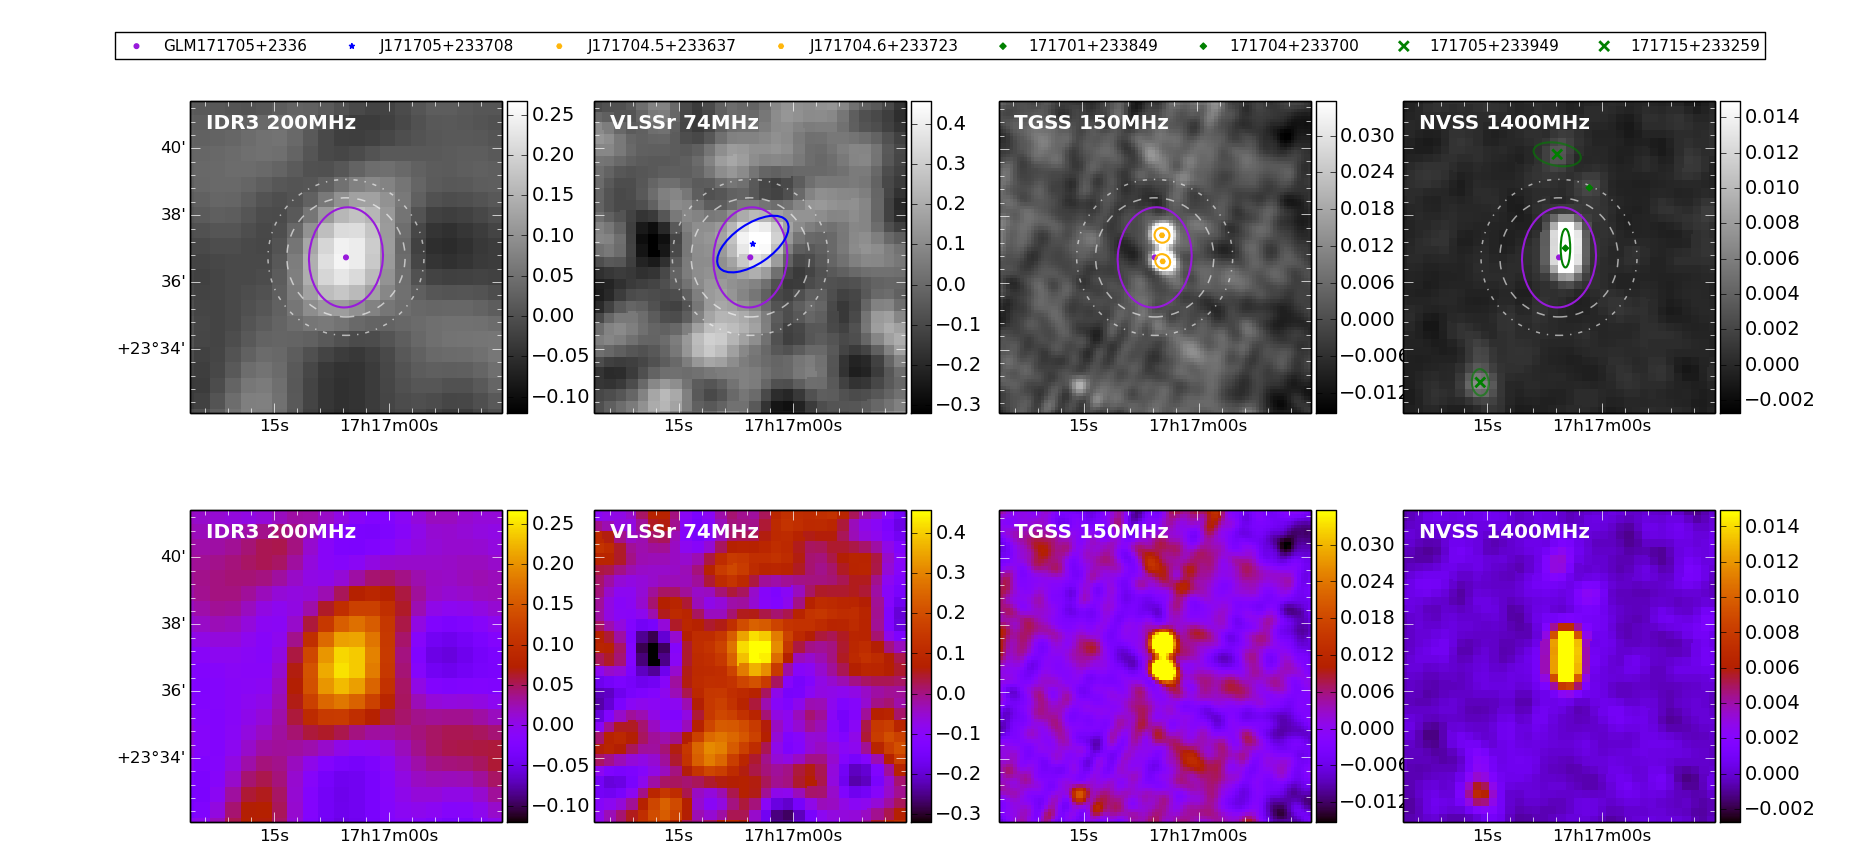 GLM171705+2336 J171705+233708 J171704.5+233637 J171704.6+233723 171701+233849 171704+233700 171705+233949 171715+233259
IDR3 200MHz VLSSr 74MHz TGSS 150MHz NVSS 1400MHz
40' 38' 36' +23°34'
0.25 0.20 0.15 0.10 0.05 0.00 −0.05 −0.10
0.4 0.3 0.2 0.1 0.0 −0.1 −0.2 −0.3
0.030 0.024 0.018 0.012 0.006 0.000 −0.006 −0.012
0.014 0.012 0.010 0.008 0.006 0.004 0.002 0.000 −0.002
15s 17h17m00s 15s 17h17m00s 15s 17h17m00s 15s 17h17m00s
IDR3 200MHz VLSSr 74MHz TGSS 150MHz NVSS 1400MHz
40' 38' 36' +23°34'
0.25 0.20 0.15 0.10 0.05 0.00 −0.05 −0.10
0.4 0.3 0.2 0.1 0.0 −0.1 −0.2 −0.3
0.030 0.024 0.018 0.012 0.006 0.000 −0.006 −0.012
0.014 0.012 0.010 0.008 0.006 0.004 0.002 0.000 −0.002
15s 17h17m00s 15s 17h17m00s 15s 17h17m00s 15s 17h17m00s